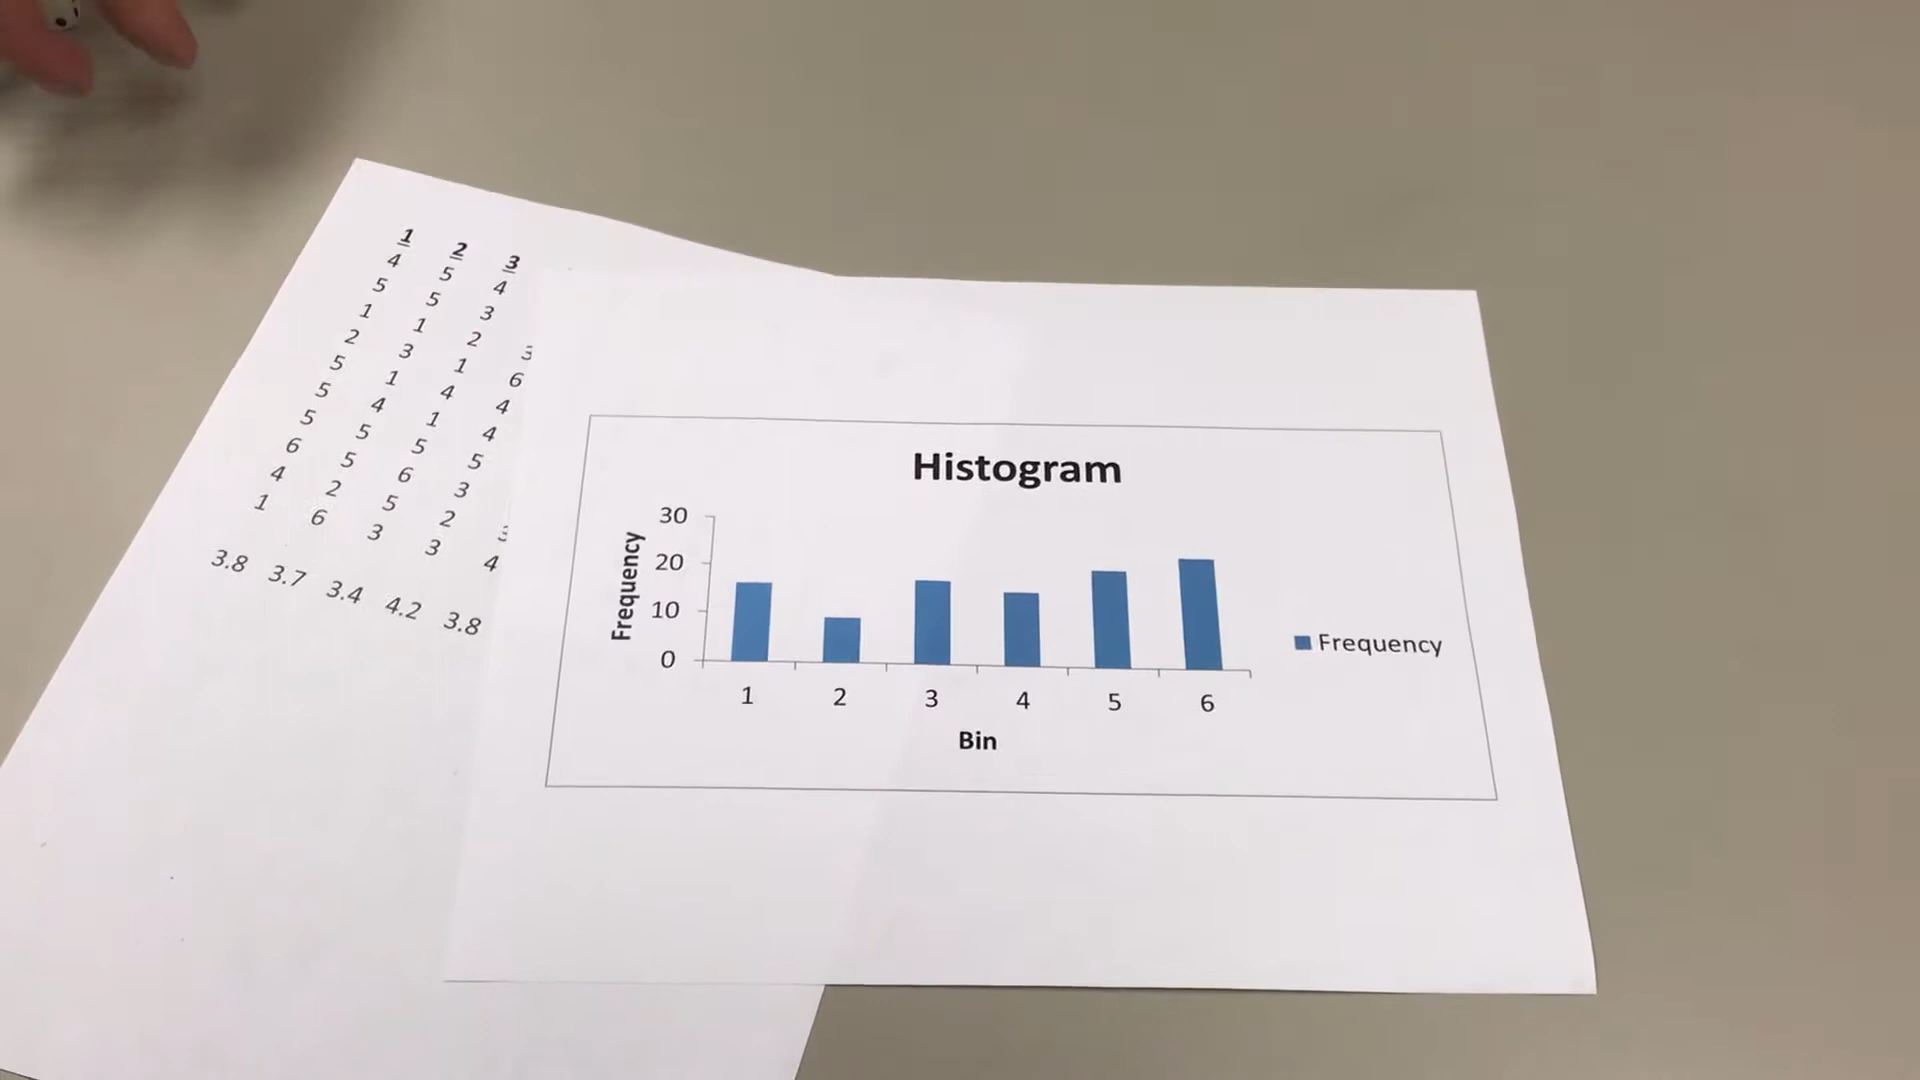 1 2 3
4 5 4
5 5 3
1 1 2
2 3 1 6
5 1 4 4
5 4 1 4
5 5 5 5
6 5 6 3
4 2 5 2
1 6 3 3 4
3.8 3.7 3.4 4.2 3.8
Histogram
Frequency
30
20
10
0
1 2 3 4 5 6
Bin
Frequency